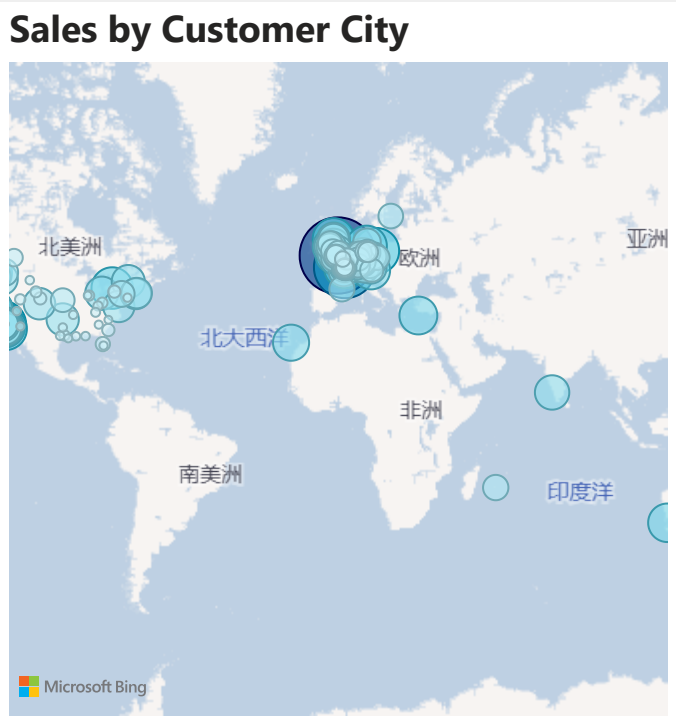 Sales by Customer City
北美洲
欧洲
亚洲
北大西洋
非洲
南美洲
印度洋
Microsoft Bing